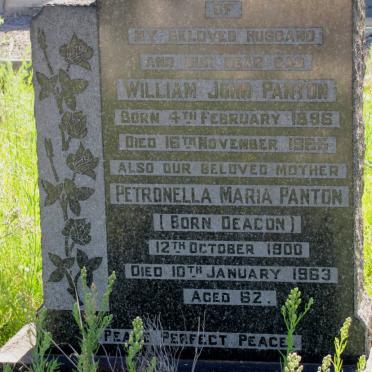 OF
MY BELOVED HUSBAND
AND OUR DEAR DAD
WILLIAM JOHN PANTON
BORN 4TH FEBRUARY 1896
DIED 16TH NOVEMBER
ALSO OUR BELOVED MOTHER
PETRONELLA MARIA PANTON
(BORN DEACON)
12TH OCTOBER 1900
DIED 10TH JANUARY 1963
AGED 62.
PEACE PERFECT PEACE.